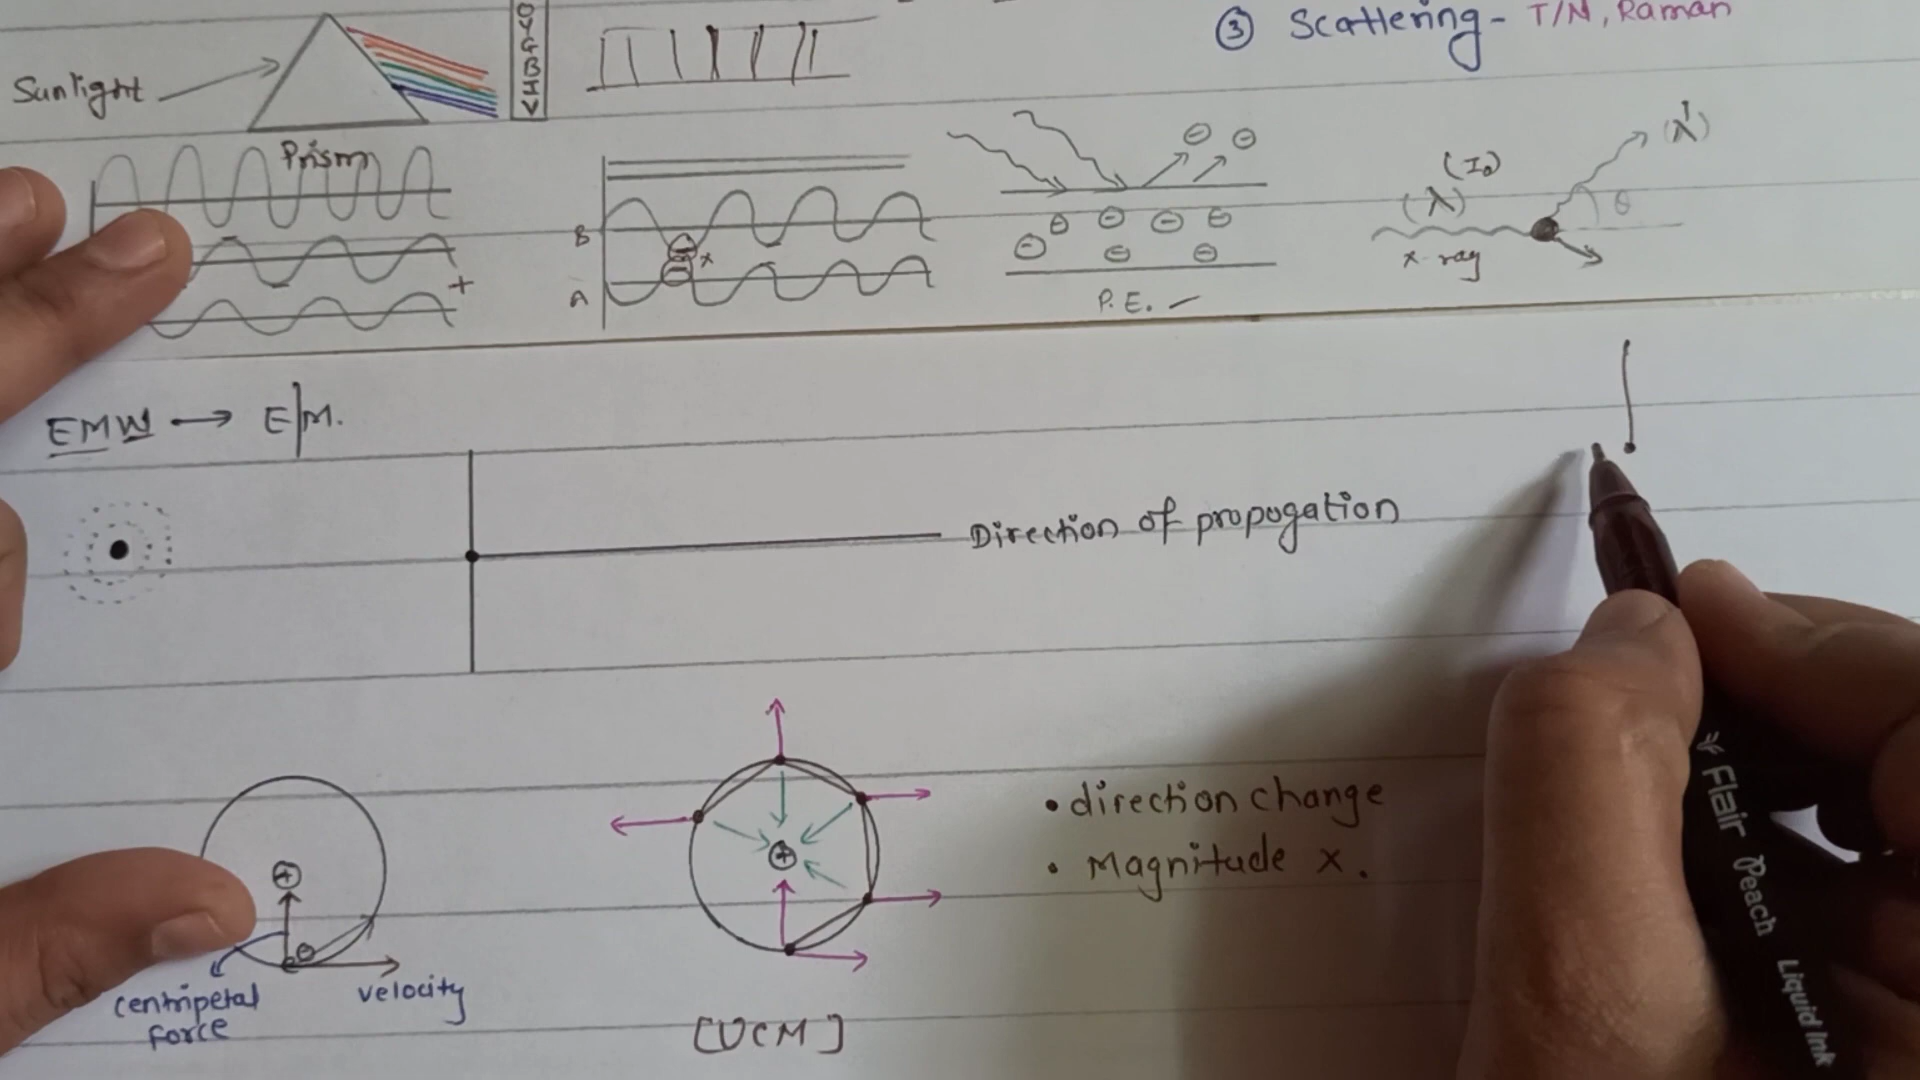 ③ Scattering - T/N, Raman
Sunlight
OYGBIV
Prism
+
B
A
x
P.E.
(I₀)
(λ)
(λ')
θ
x-ray
EMW → E/M.
Direction of propogation
• direction change
• Magnitude x.
centripetal
force
velocity
[UCM]
Flair Peach Liquid Ink